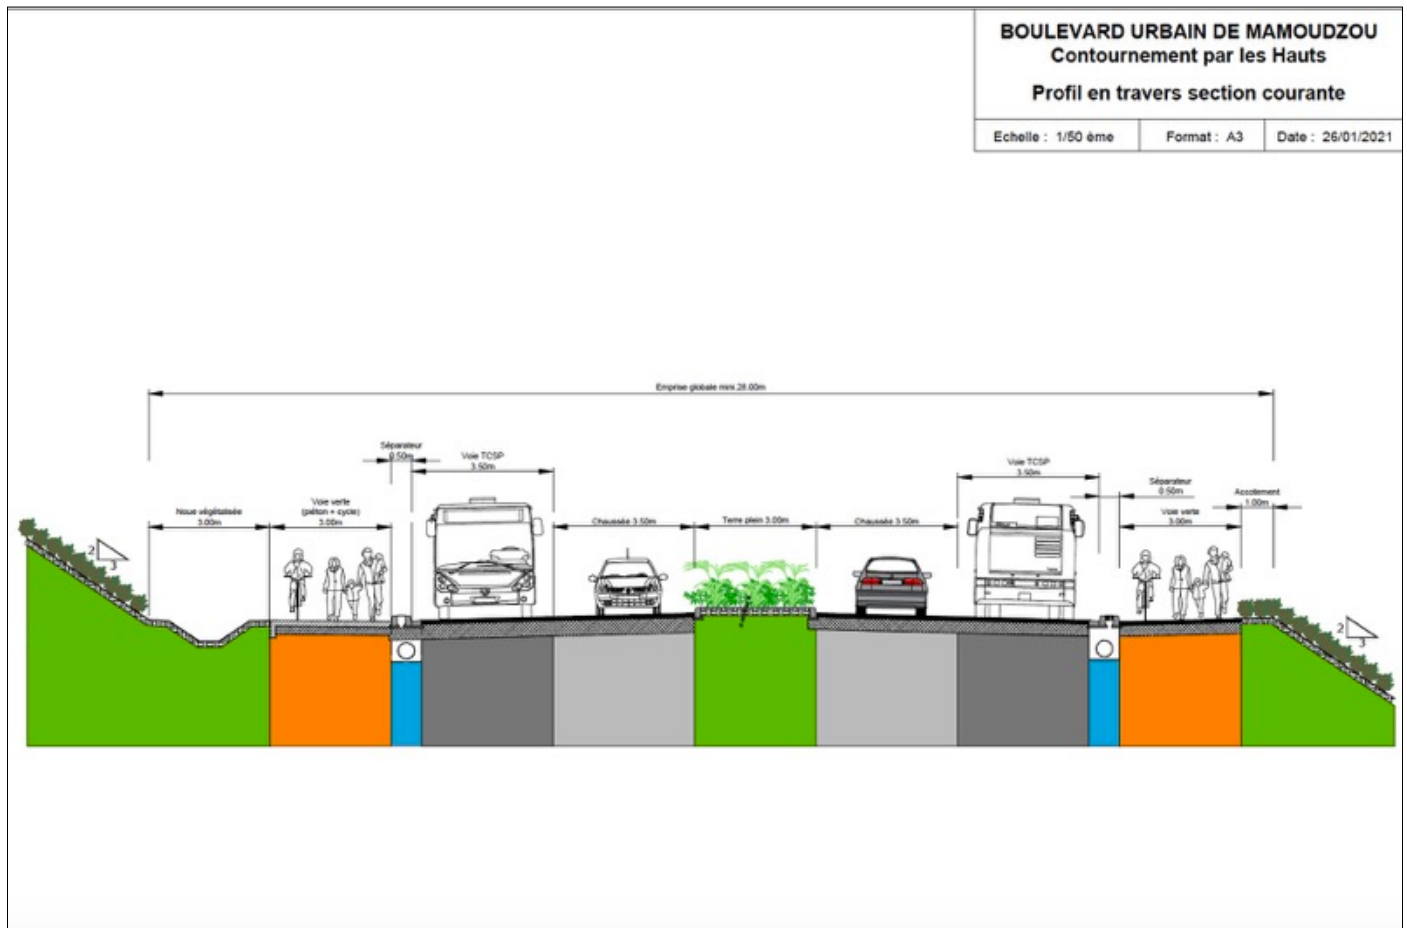 BOULEVARD URBAIN DE MAMOUDZOU
Contournement par les Hauts
Profil en travers section courante
Echelle : 1/50 ème
Format : A3
Date : 26/01/2021
Emprise globale mini 28.00m
Séparateur
0.50m
Voie TCSP
3.50m
Voie TCSP
3.50m
Séparateur
0.50m
Accotement
1.00m
Noue végétalisée
3.00m
Voie verte
(piéton + cycle)
3.00m
Chaussée 3.50m
Terre plein 3.00m
Chaussée 3.50m
Voie verte
3.00m
2
3
2
3